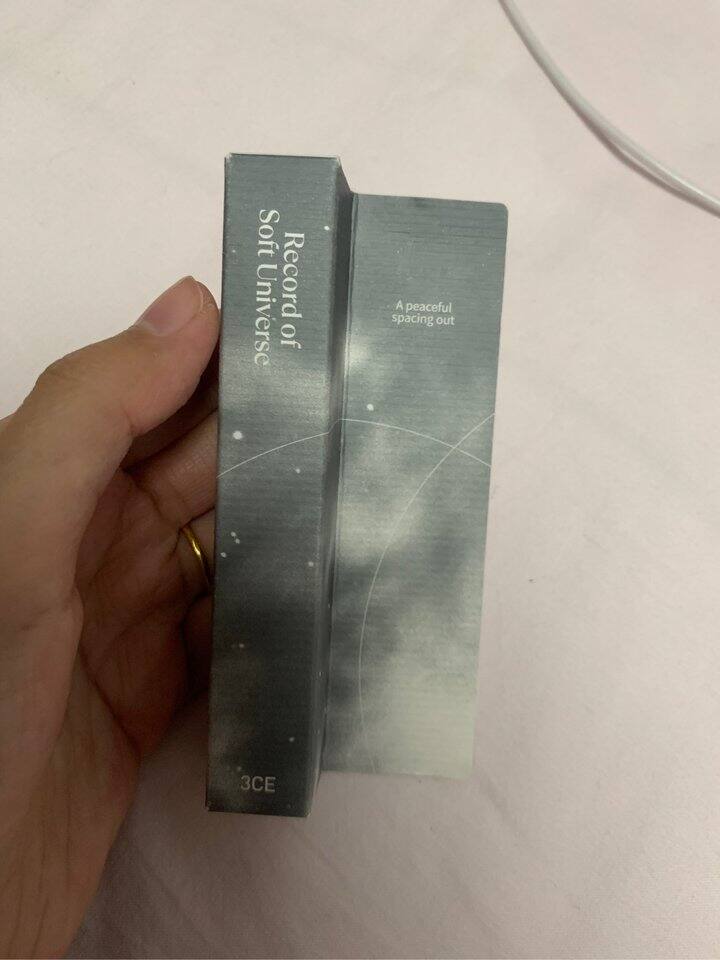 Record of
Soft Universe
A peaceful
spacing out
3CE